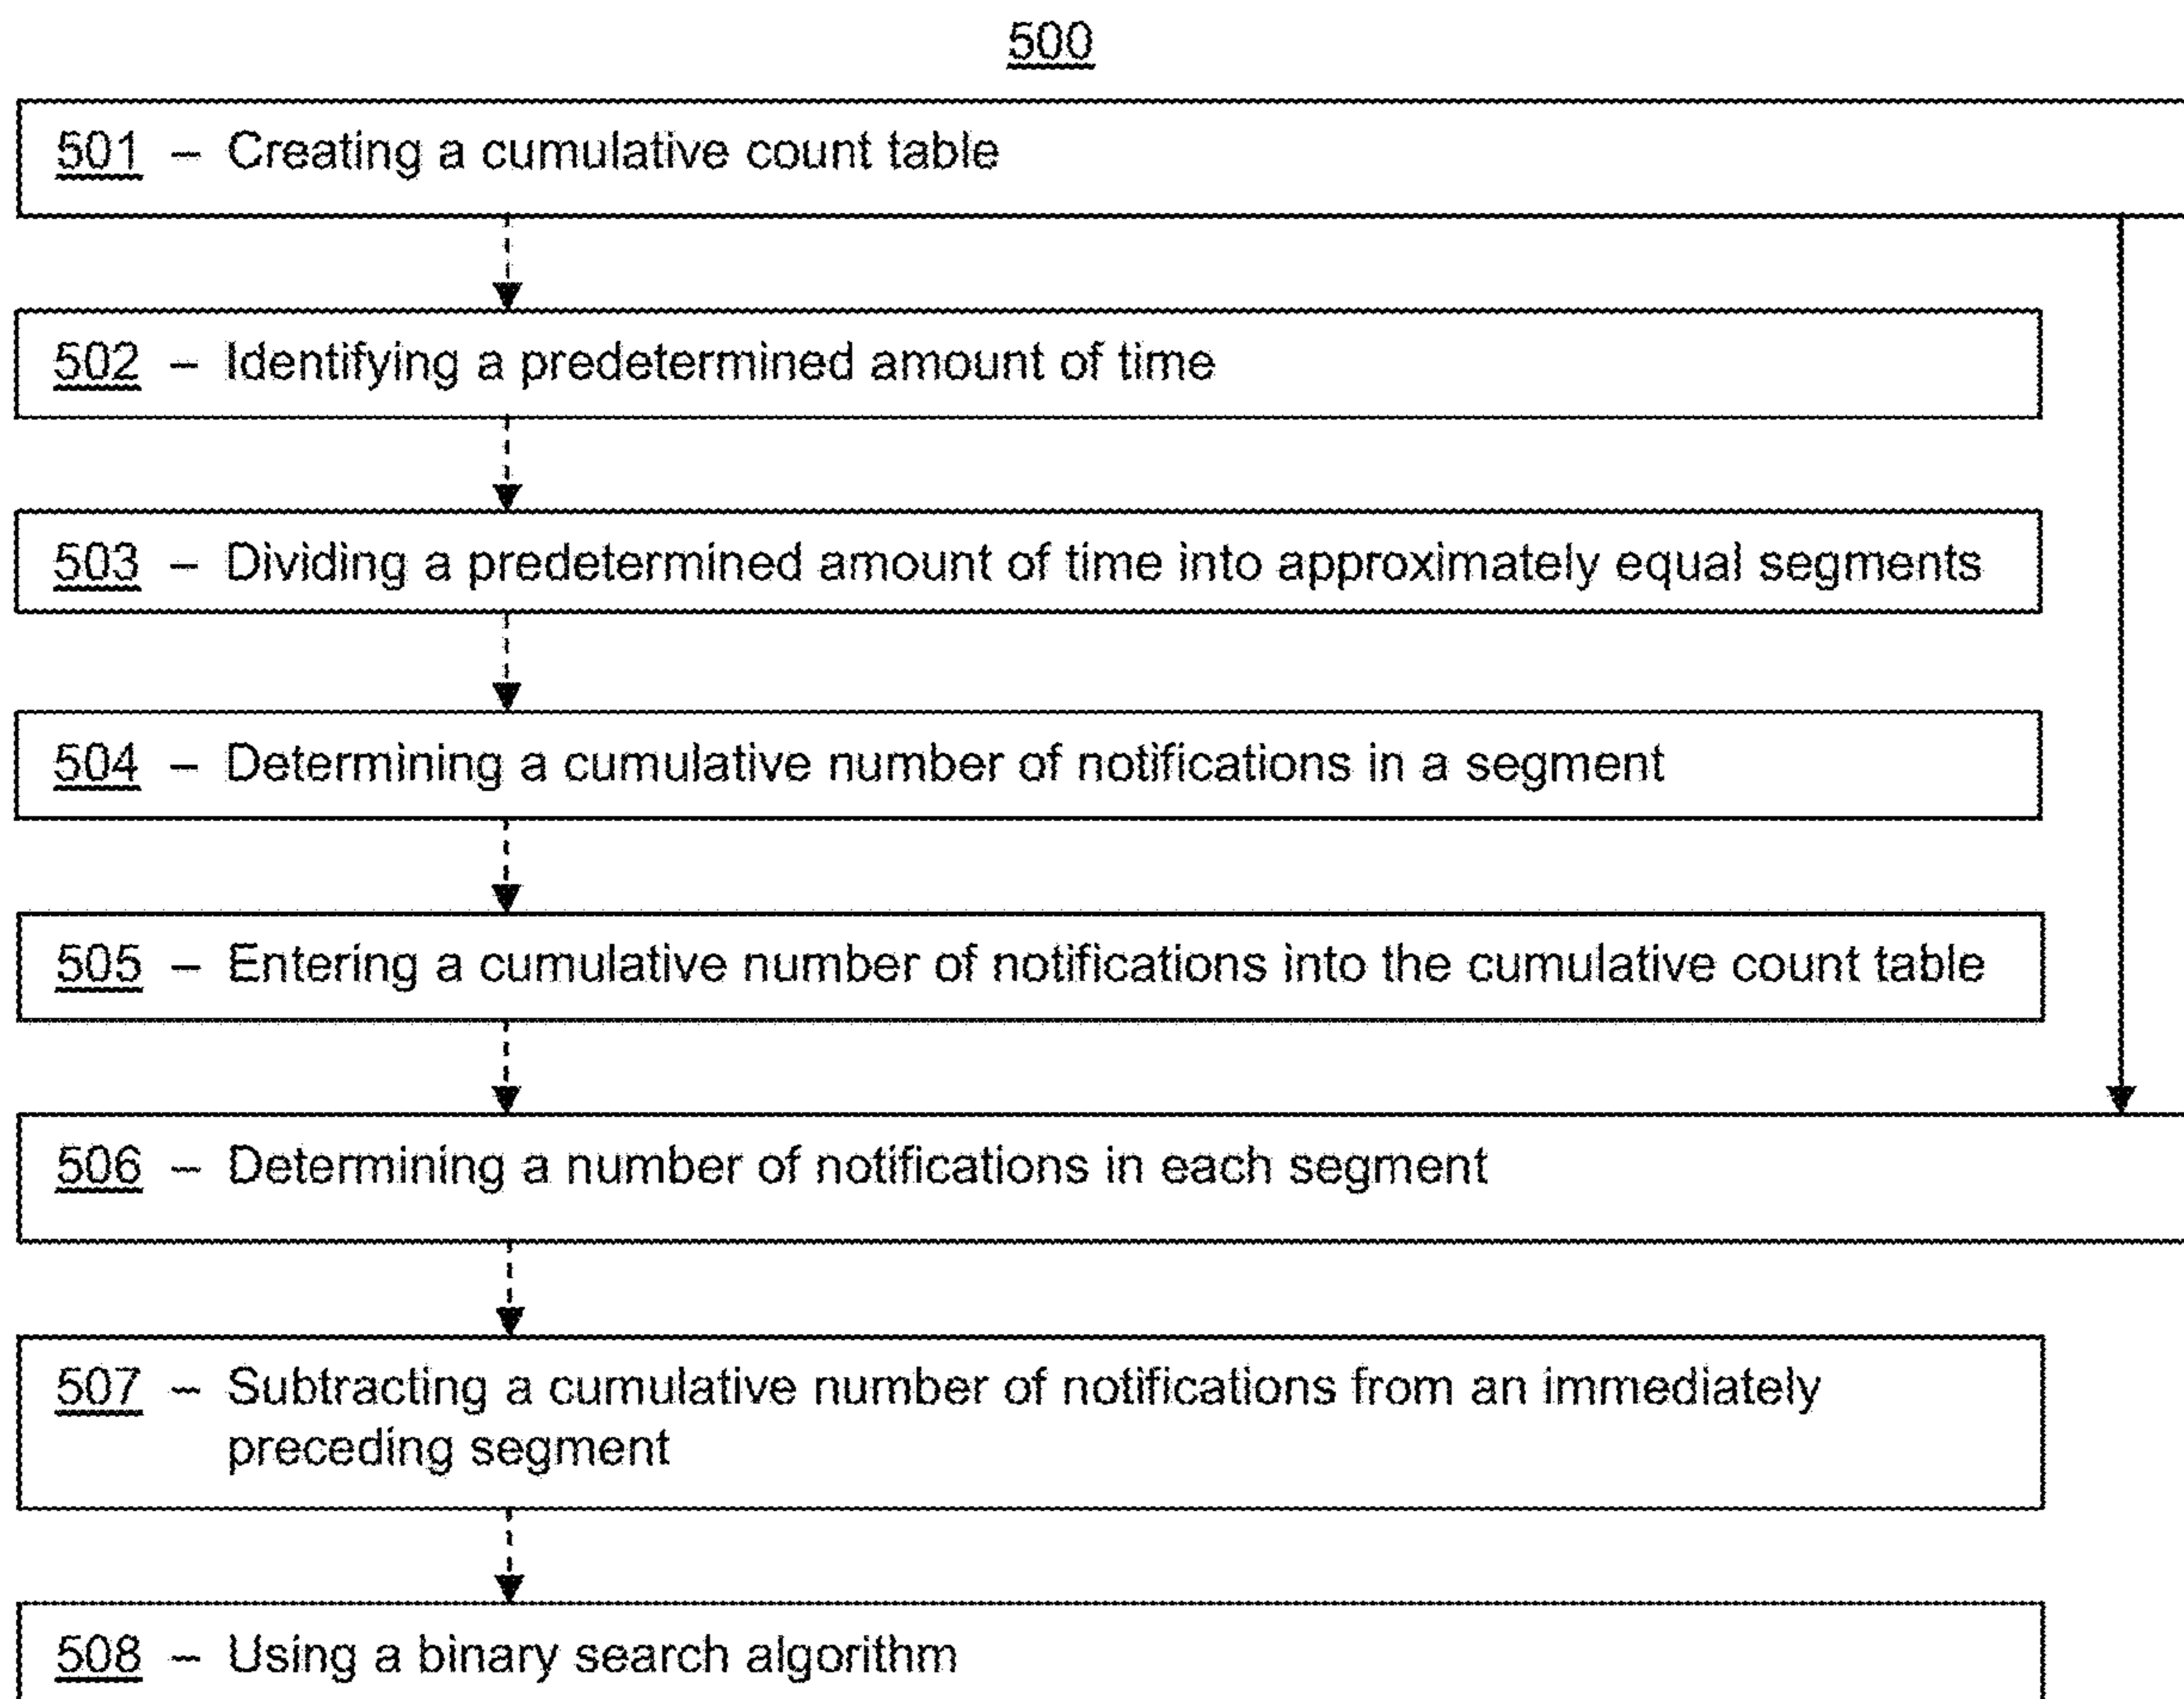 500
501 – Creating a cumulative count table
502 – Identifying a predetermined amount of time
503 – Dividing a predetermined amount of time into approximately equal segments
504 – Determining a cumulative number of notifications in a segment
505 – Entering a cumulative number of notifications into the cumulative count table
506 – Determining a number of notifications in each segment
507 – Subtracting a cumulative number of notifications from an immediately
preceding segment
508 – Using a binary search algorithm